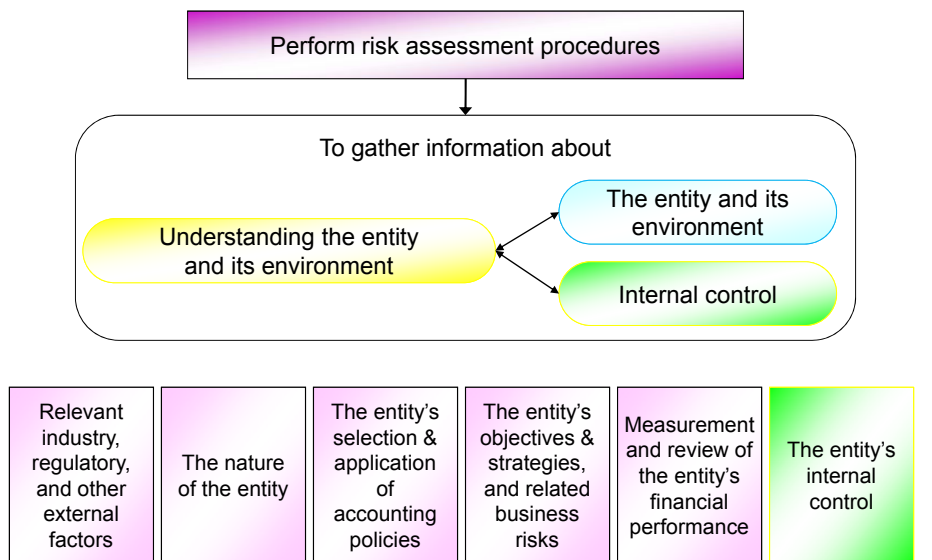 Perform risk assessment procedures
To gather information about
Understanding the entity
and its environment
The entity and its
environment
Internal control
Relevant
industry,
regulatory,
and other
external
factors
The nature
of the entity
The entity’s
selection &
application
of
accounting
policies
The entity’s
objectives &
strategies,
and related
business
risks
Measurement
and review of
the entity’s
financial
performance
The entity’s
internal
control